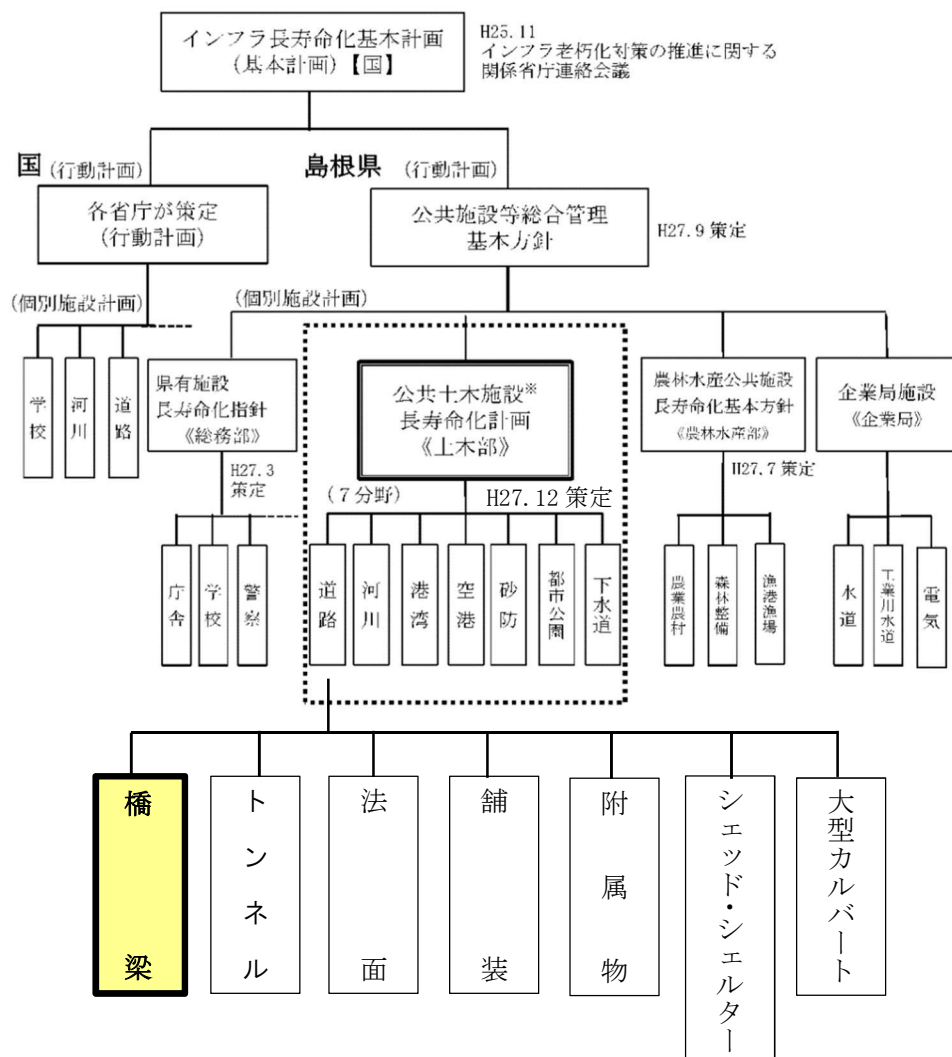 インフラ長寿命化基本計画
(基本計画)【国】
H25.11
インフラ老朽化対策の推進に関する
関係省庁連絡会議
国 (行動計画)
島根県 (行動計画)
各省庁が策定
(行動計画)
公共施設等総合管理
基本方針
H27.9 策定
(個別施設計画)
(個別施設計画)
学校
河川
道路
県有施設
長寿命化指針
《総務部》
公共土木施設※
長寿命化計画
《土木部》
農林水産公共施設
長寿命化基本方針
《農林水産部》
企業局施設
《企業局》
H27.3
策定
(7分野)
H27.12 策定
H27.7 策定
庁舎
学校
警察
道路
河川
港湾
空港
砂防
都市公園
下水道
農業農村
森林整備
漁港漁場
水道
工業用水道
電気
橋梁
トンネル
法面
舗装
附属物
シェッド・シェルター
大型カルバート